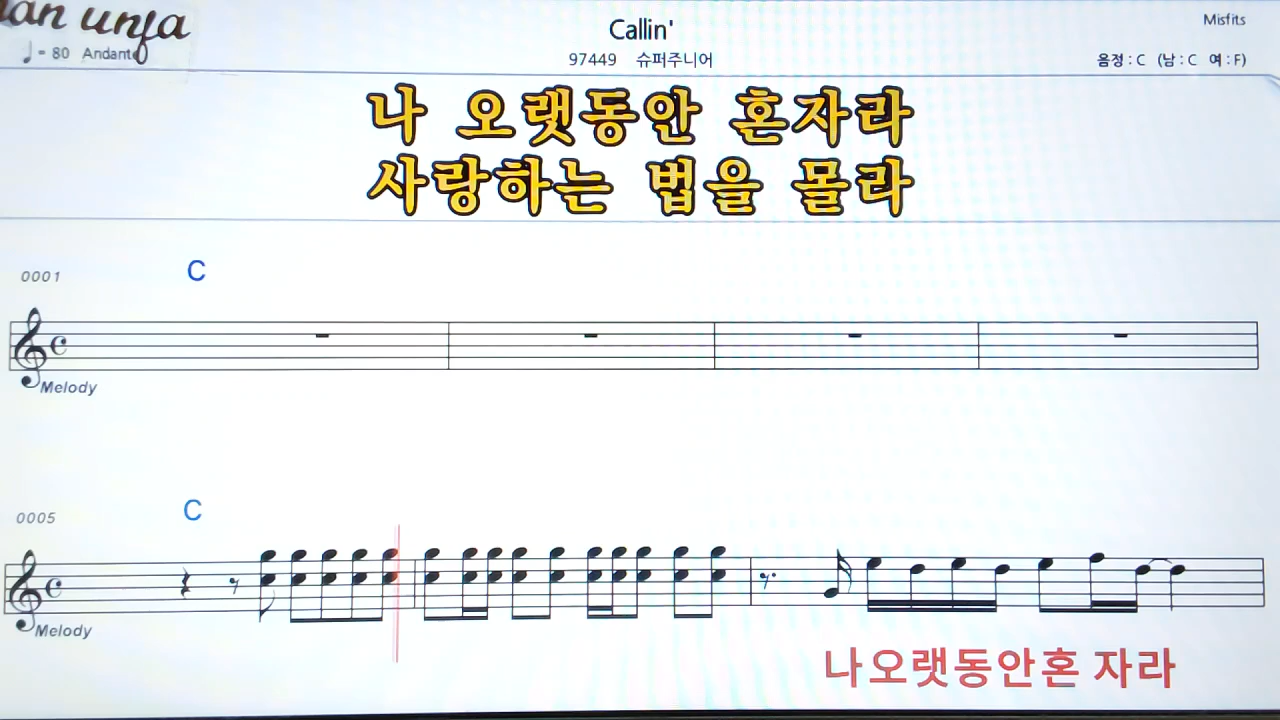 Callin'
Misfits
= 80 Andante
97449 슈퍼주니어
음정 : C (남 : C 여 : F)
나 오랫동안 혼자라
사랑하는 법을 몰라
0001
C
Melody
0005
C
Melody
나오랫동안혼 자라